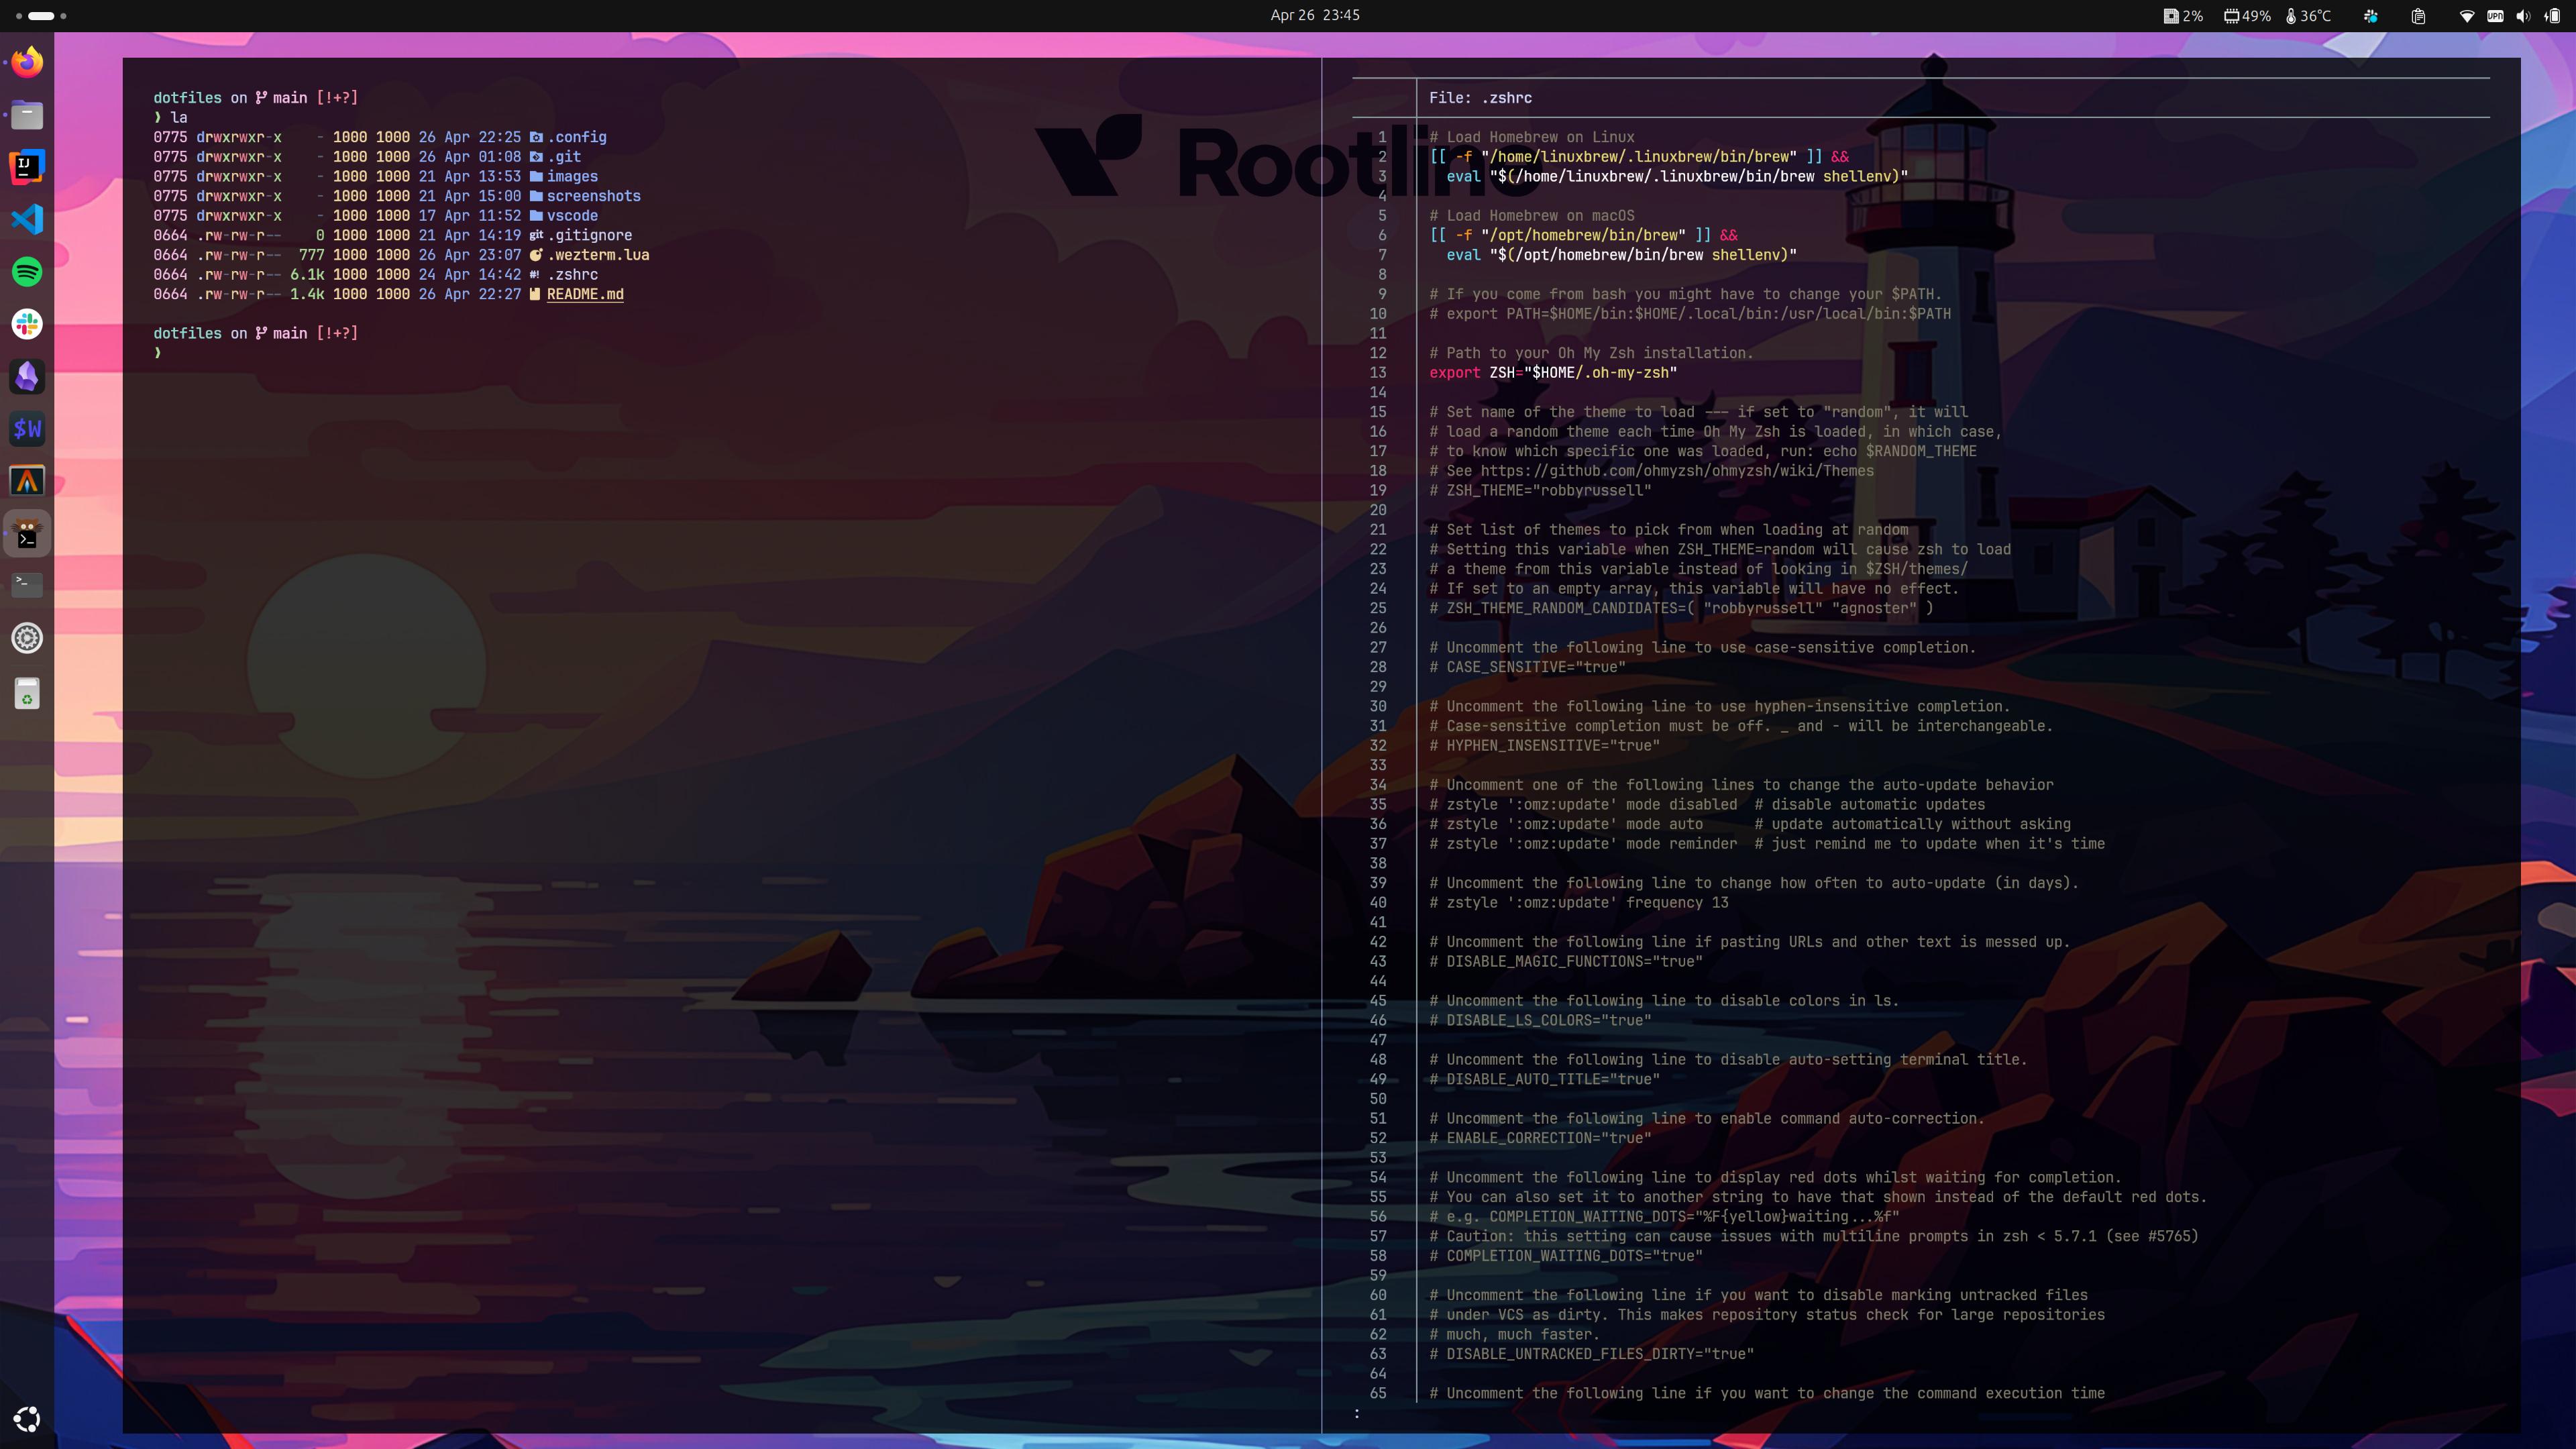 Apr 26 23:45
2% 49% 36°C VPN
dotfiles on main [!+?]
❯ la
0775 drwxrwxr-x - 1000 1000 26 Apr 22:25 .config
0775 drwxrwxr-x - 1000 1000 26 Apr 01:08 .git
0775 drwxrwxr-x - 1000 1000 21 Apr 13:53 images
0775 drwxrwxr-x - 1000 1000 21 Apr 15:00 screenshots
0775 drwxrwxr-x - 1000 1000 17 Apr 11:52 vscode
0664 .rw-rw-r-- 0 1000 1000 21 Apr 14:19 git .gitignore
0664 .rw-rw-r-- 777 1000 1000 26 Apr 23:07 .wezterm.lua
0664 .rw-rw-r-- 6.1k 1000 1000 24 Apr 14:42 #! .zshrc
0664 .rw-rw-r-- 1.4k 1000 1000 26 Apr 22:27 README.md
dotfiles on main [!+?]
❯
IJ
$W
>_
>_
Rootline
File: .zshrc
1 # Load Homebrew on Linux
2 [[ -f "/home/linuxbrew/.linuxbrew/bin/brew" ]] &&
3 eval "$(/home/linuxbrew/.linuxbrew/bin/brew shellenv)"
4
5 # Load Homebrew on macOS
6 [[ -f "/opt/homebrew/bin/brew" ]] &&
7 eval "$(/opt/homebrew/bin/brew shellenv)"
8
9 # If you come from bash you might have to change your $PATH.
10 # export PATH=$HOME/bin:$HOME/.local/bin:/usr/local/bin:$PATH
11
12 # Path to your Oh My Zsh installation.
13 export ZSH="$HOME/.oh-my-zsh"
14
15 # Set name of the theme to load --- if set to "random", it will
16 # load a random theme each time Oh My Zsh is loaded, in which case,
17 # to know which specific one was loaded, run: echo $RANDOM_THEME
18 # See https://github.com/ohmyzsh/ohmyzsh/wiki/Themes
19 # ZSH_THEME="robbyrussell"
20
21 # Set list of themes to pick from when loading at random
22 # Setting this variable when ZSH_THEME=random will cause zsh to load
23 # a theme from this variable instead of looking in $ZSH/themes/
24 # If set to an empty array, this variable will have no effect.
25 # ZSH_THEME_RANDOM_CANDIDATES=( "robbyrussell" "agnoster" )
26
27 # Uncomment the following line to use case-sensitive completion.
28 # CASE_SENSITIVE="true"
29
30 # Uncomment the following line to use hyphen-insensitive completion.
31 # Case-sensitive completion must be off. _ and - will be interchangeable.
32 # HYPHEN_INSENSITIVE="true"
33
34 # Uncomment one of the following lines to change the auto-update behavior
35 # zstyle ':omz:update' mode disabled # disable automatic updates
36 # zstyle ':omz:update' mode auto # update automatically without asking
37 # zstyle ':omz:update' mode reminder # just remind me to update when it's time
38
39 # Uncomment the following line to change how often to auto-update (in days).
40 # zstyle ':omz:update' frequency 13
41
42 # Uncomment the following line if pasting URLs and other text is messed up.
43 # DISABLE_MAGIC_FUNCTIONS="true"
44
45 # Uncomment the following line to disable colors in ls.
46 # DISABLE_LS_COLORS="true"
47
48 # Uncomment the following line to disable auto-setting terminal title.
49 # DISABLE_AUTO_TITLE="true"
50
51 # Uncomment the following line to enable command auto-correction.
52 # ENABLE_CORRECTION="true"
53
54 # Uncomment the following line to display red dots whilst waiting for completion.
55 # You can also set it to another string to have that shown instead of the default red dots.
56 # e.g. COMPLETION_WAITING_DOTS="%F{yellow}waiting...%f"
57 # Caution: this setting can cause issues with multiline prompts in zsh < 5.7.1 (see #5765)
58 # COMPLETION_WAITING_DOTS="true"
59
60 # Uncomment the following line if you want to disable marking untracked files
61 # under VCS as dirty. This makes repository status check for large repositories
62 # much, much faster.
63 # DISABLE_UNTRACKED_FILES_DIRTY="true"
64
65 # Uncomment the following line if you want to change the command execution time
: